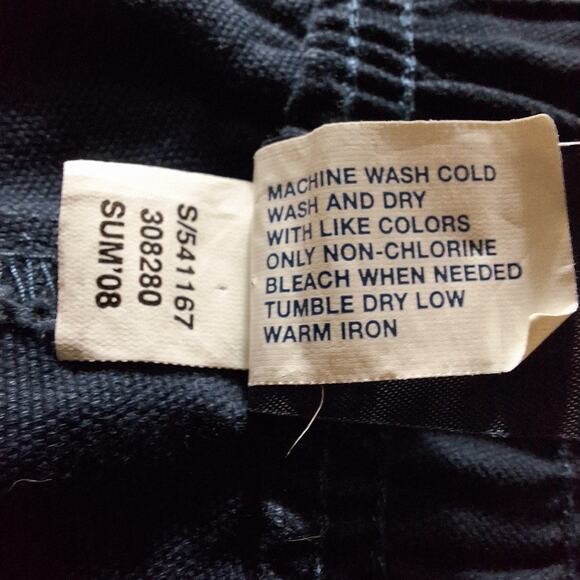 S/541167
308280
SUM'08
MACHINE WASH COLD
WASH AND DRY
WITH LIKE COLORS
ONLY NON-CHLORINE
BLEACH WHEN NEEDED
TUMBLE DRY LOW
WARM IRON